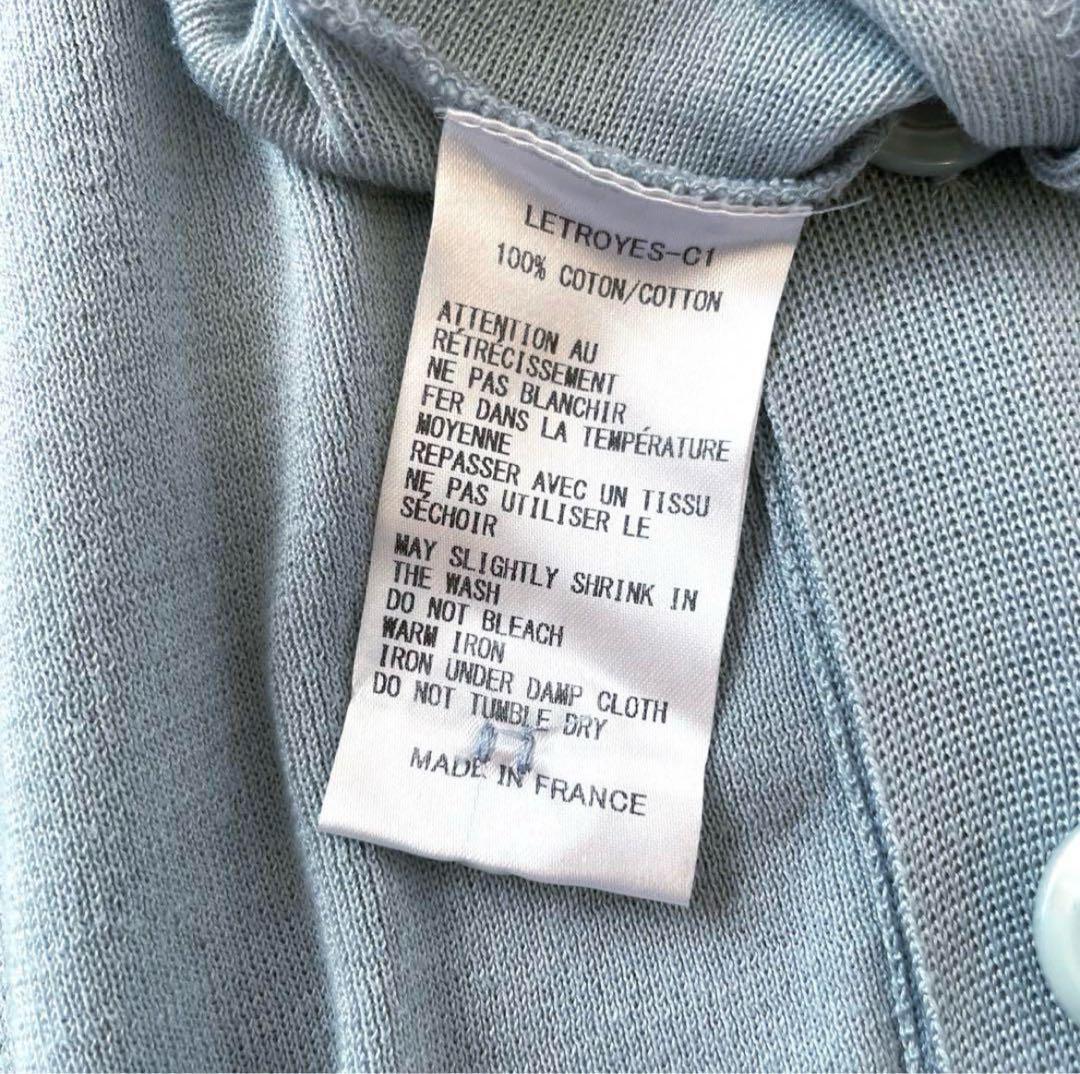 LETROYES-C1
100% COTON/COTTON
ATTENTION AU
RÉTRÉCISSEMENT
NE PAS BLANCHIR
FER DANS LA TEMPÉRATURE
MOYENNE
REPASSER AVEC UN TISSU
NE PAS UTILISER LE
SÉCHOIR
MAY SLIGHTLY SHRINK IN
THE WASH
DO NOT BLEACH
WARM IRON
IRON UNDER DAMP CLOTH
DO NOT TUMBLE DRY
MADE IN FRANCE